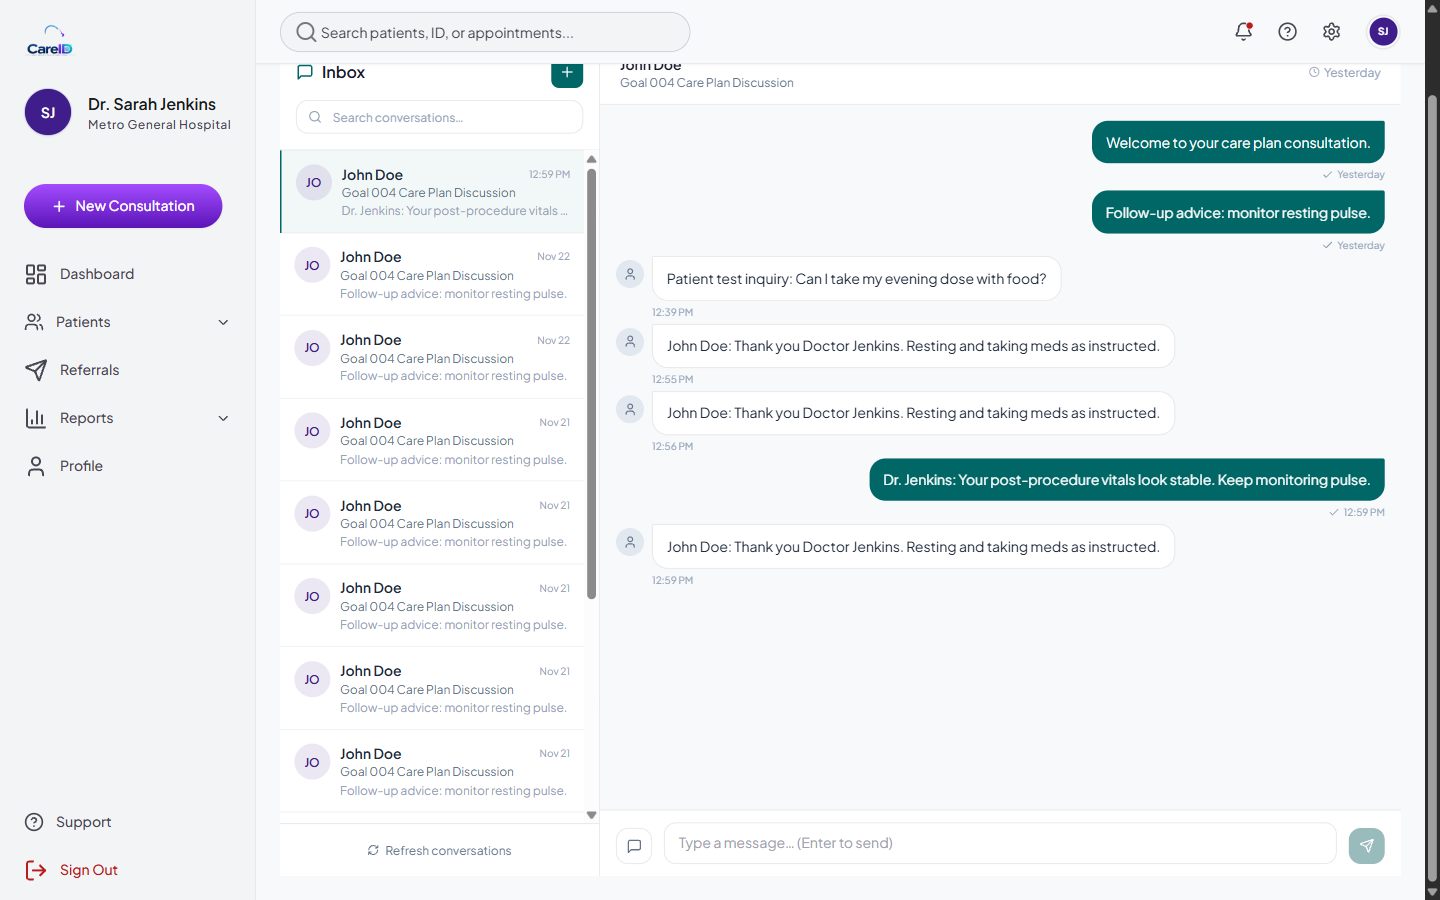 CareID
SJ
Dr. Sarah Jenkins
Metro General Hospital
New Consultation
Dashboard
Patients
Referrals
Reports
Profile
Support
Sign Out
Search patients, ID, or appointments...
SJ
Inbox
Search conversations...
JO
John Doe
12:59 PM
Goal 004 Care Plan Discussion
Dr. Jenkins: Your post-procedure vitals ...
JO
John Doe
Nov 22
Goal 004 Care Plan Discussion
Follow-up advice: monitor resting pulse.
JO
John Doe
Nov 22
Goal 004 Care Plan Discussion
Follow-up advice: monitor resting pulse.
JO
John Doe
Nov 21
Goal 004 Care Plan Discussion
Follow-up advice: monitor resting pulse.
JO
John Doe
Nov 21
Goal 004 Care Plan Discussion
Follow-up advice: monitor resting pulse.
JO
John Doe
Nov 21
Goal 004 Care Plan Discussion
Follow-up advice: monitor resting pulse.
JO
John Doe
Nov 21
Goal 004 Care Plan Discussion
Follow-up advice: monitor resting pulse.
JO
John Doe
Nov 21
Goal 004 Care Plan Discussion
Follow-up advice: monitor resting pulse.
Refresh conversations
John Doe
Goal 004 Care Plan Discussion
Yesterday
Welcome to your care plan consultation.
Yesterday
Follow-up advice: monitor resting pulse.
Yesterday
Patient test inquiry: Can I take my evening dose with food?
12:39 PM
John Doe: Thank you Doctor Jenkins. Resting and taking meds as instructed.
12:55 PM
John Doe: Thank you Doctor Jenkins. Resting and taking meds as instructed.
12:56 PM
Dr. Jenkins: Your post-procedure vitals look stable. Keep monitoring pulse.
12:59 PM
John Doe: Thank you Doctor Jenkins. Resting and taking meds as instructed.
12:59 PM
Type a message... (Enter to send)